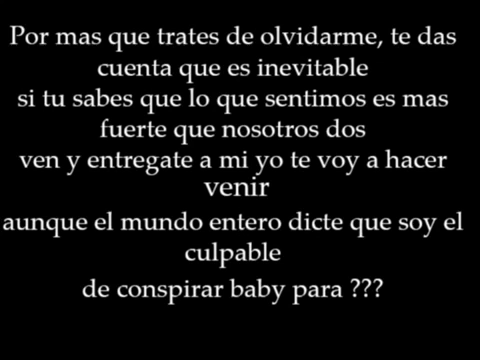 Por mas que trates de olvidarme, te das
cuenta que es inevitable
si tu sabes que lo que sentimos es mas
fuerte que nosotros dos
ven y entregate a mi yo te voy a hacer
venir
aunque el mundo entero dicte que soy el
culpable
de conspirar baby para ???